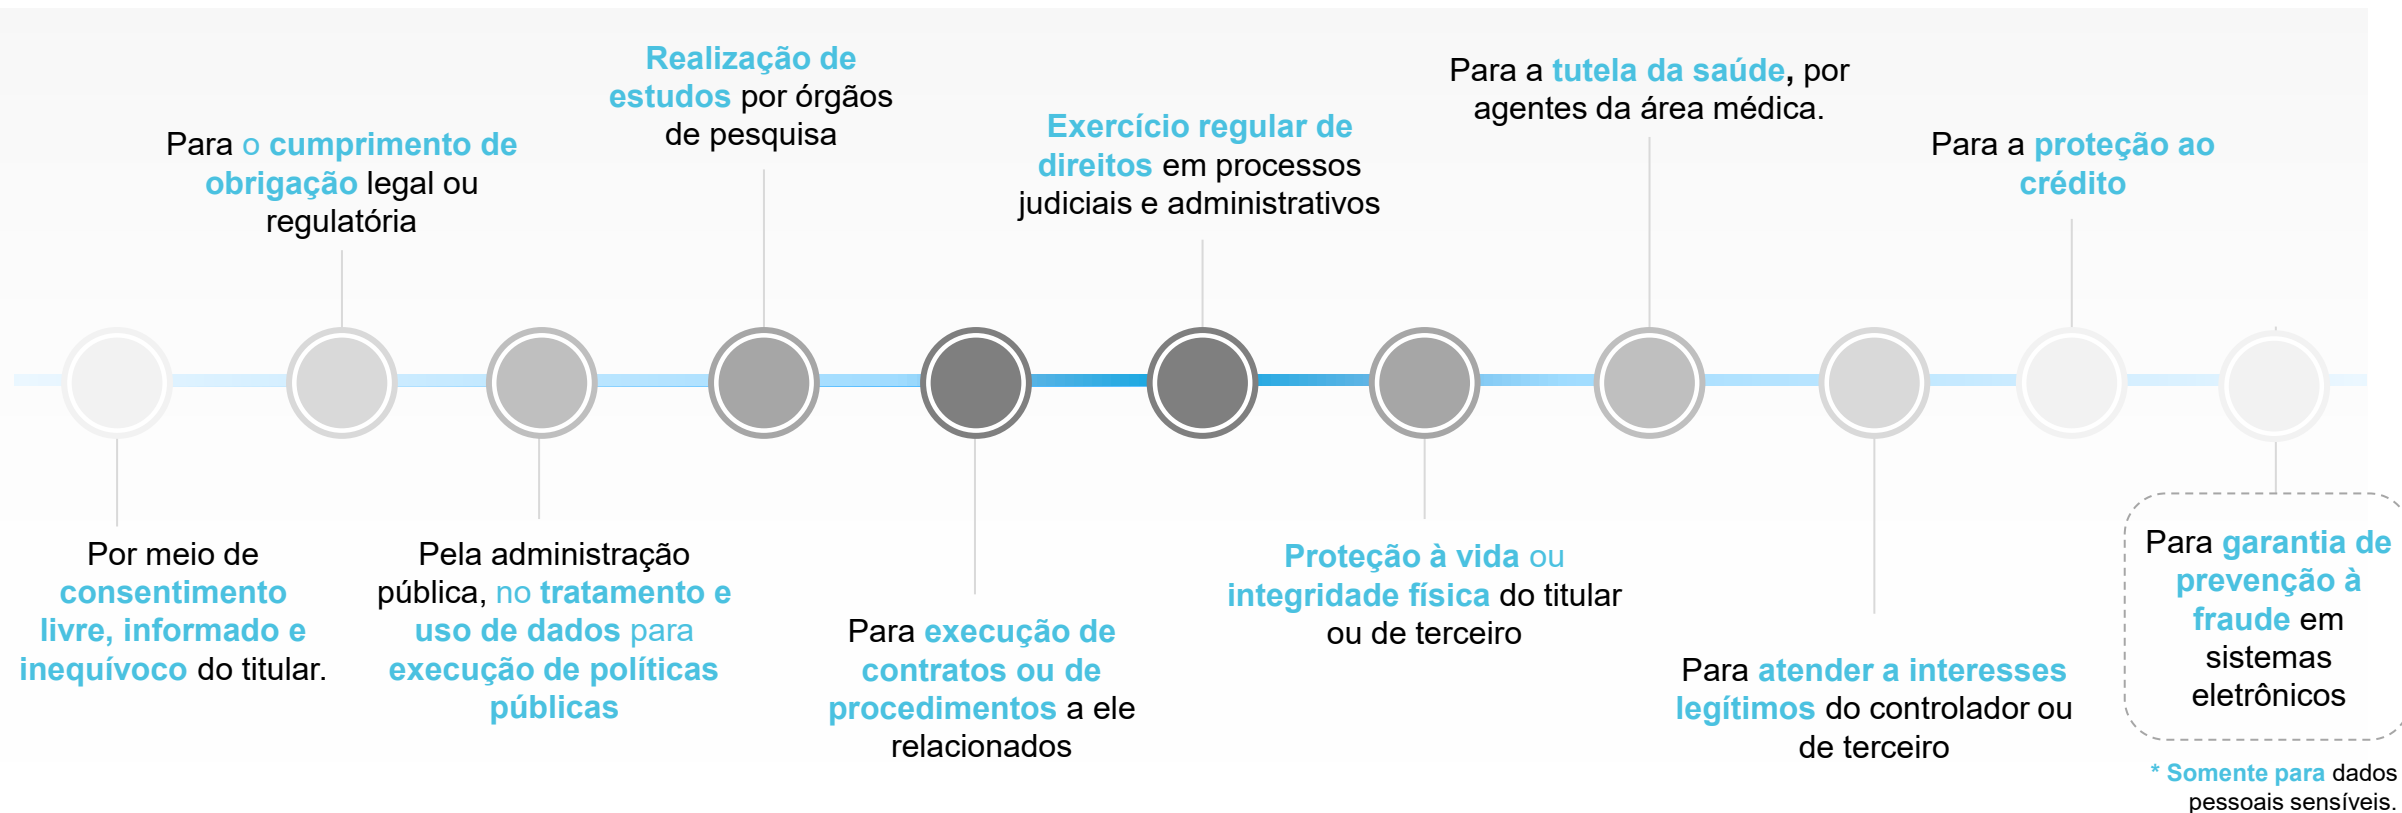 Por meio de
consentimento
livre, informado e
inequívoco do titular.
Para o cumprimento de
obrigação legal ou
regulatória
Pela administração
pública, no tratamento e
uso de dados para
execução de políticas
públicas
Realização de
estudos por órgãos
de pesquisa
Para execução de
contratos ou de
procedimentos a ele
relacionados
Exercício regular de
direitos em processos
judiciais e administrativos
Proteção à vida ou
integridade física do titular
ou de terceiro
Para a tutela da saúde, por
agentes da área médica.
Para atender a interesses
legítimos do controlador ou
de terceiro
Para a proteção ao
crédito
Para garantia de
prevenção à
fraude em
sistemas
eletrônicos
* Somente para dados
pessoais sensíveis.